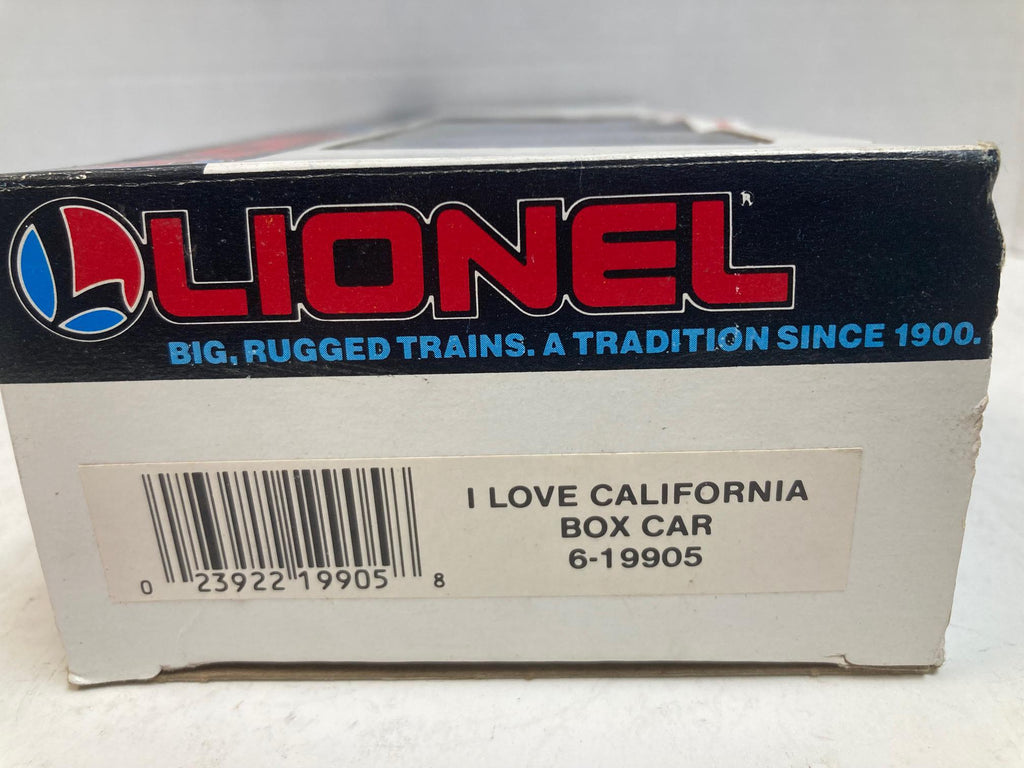 LIONEL®
BIG, RUGGED TRAINS. A TRADITION SINCE 1900.
I LOVE CALIFORNIA
BOX CAR
6-19905
0 23922 19905 8